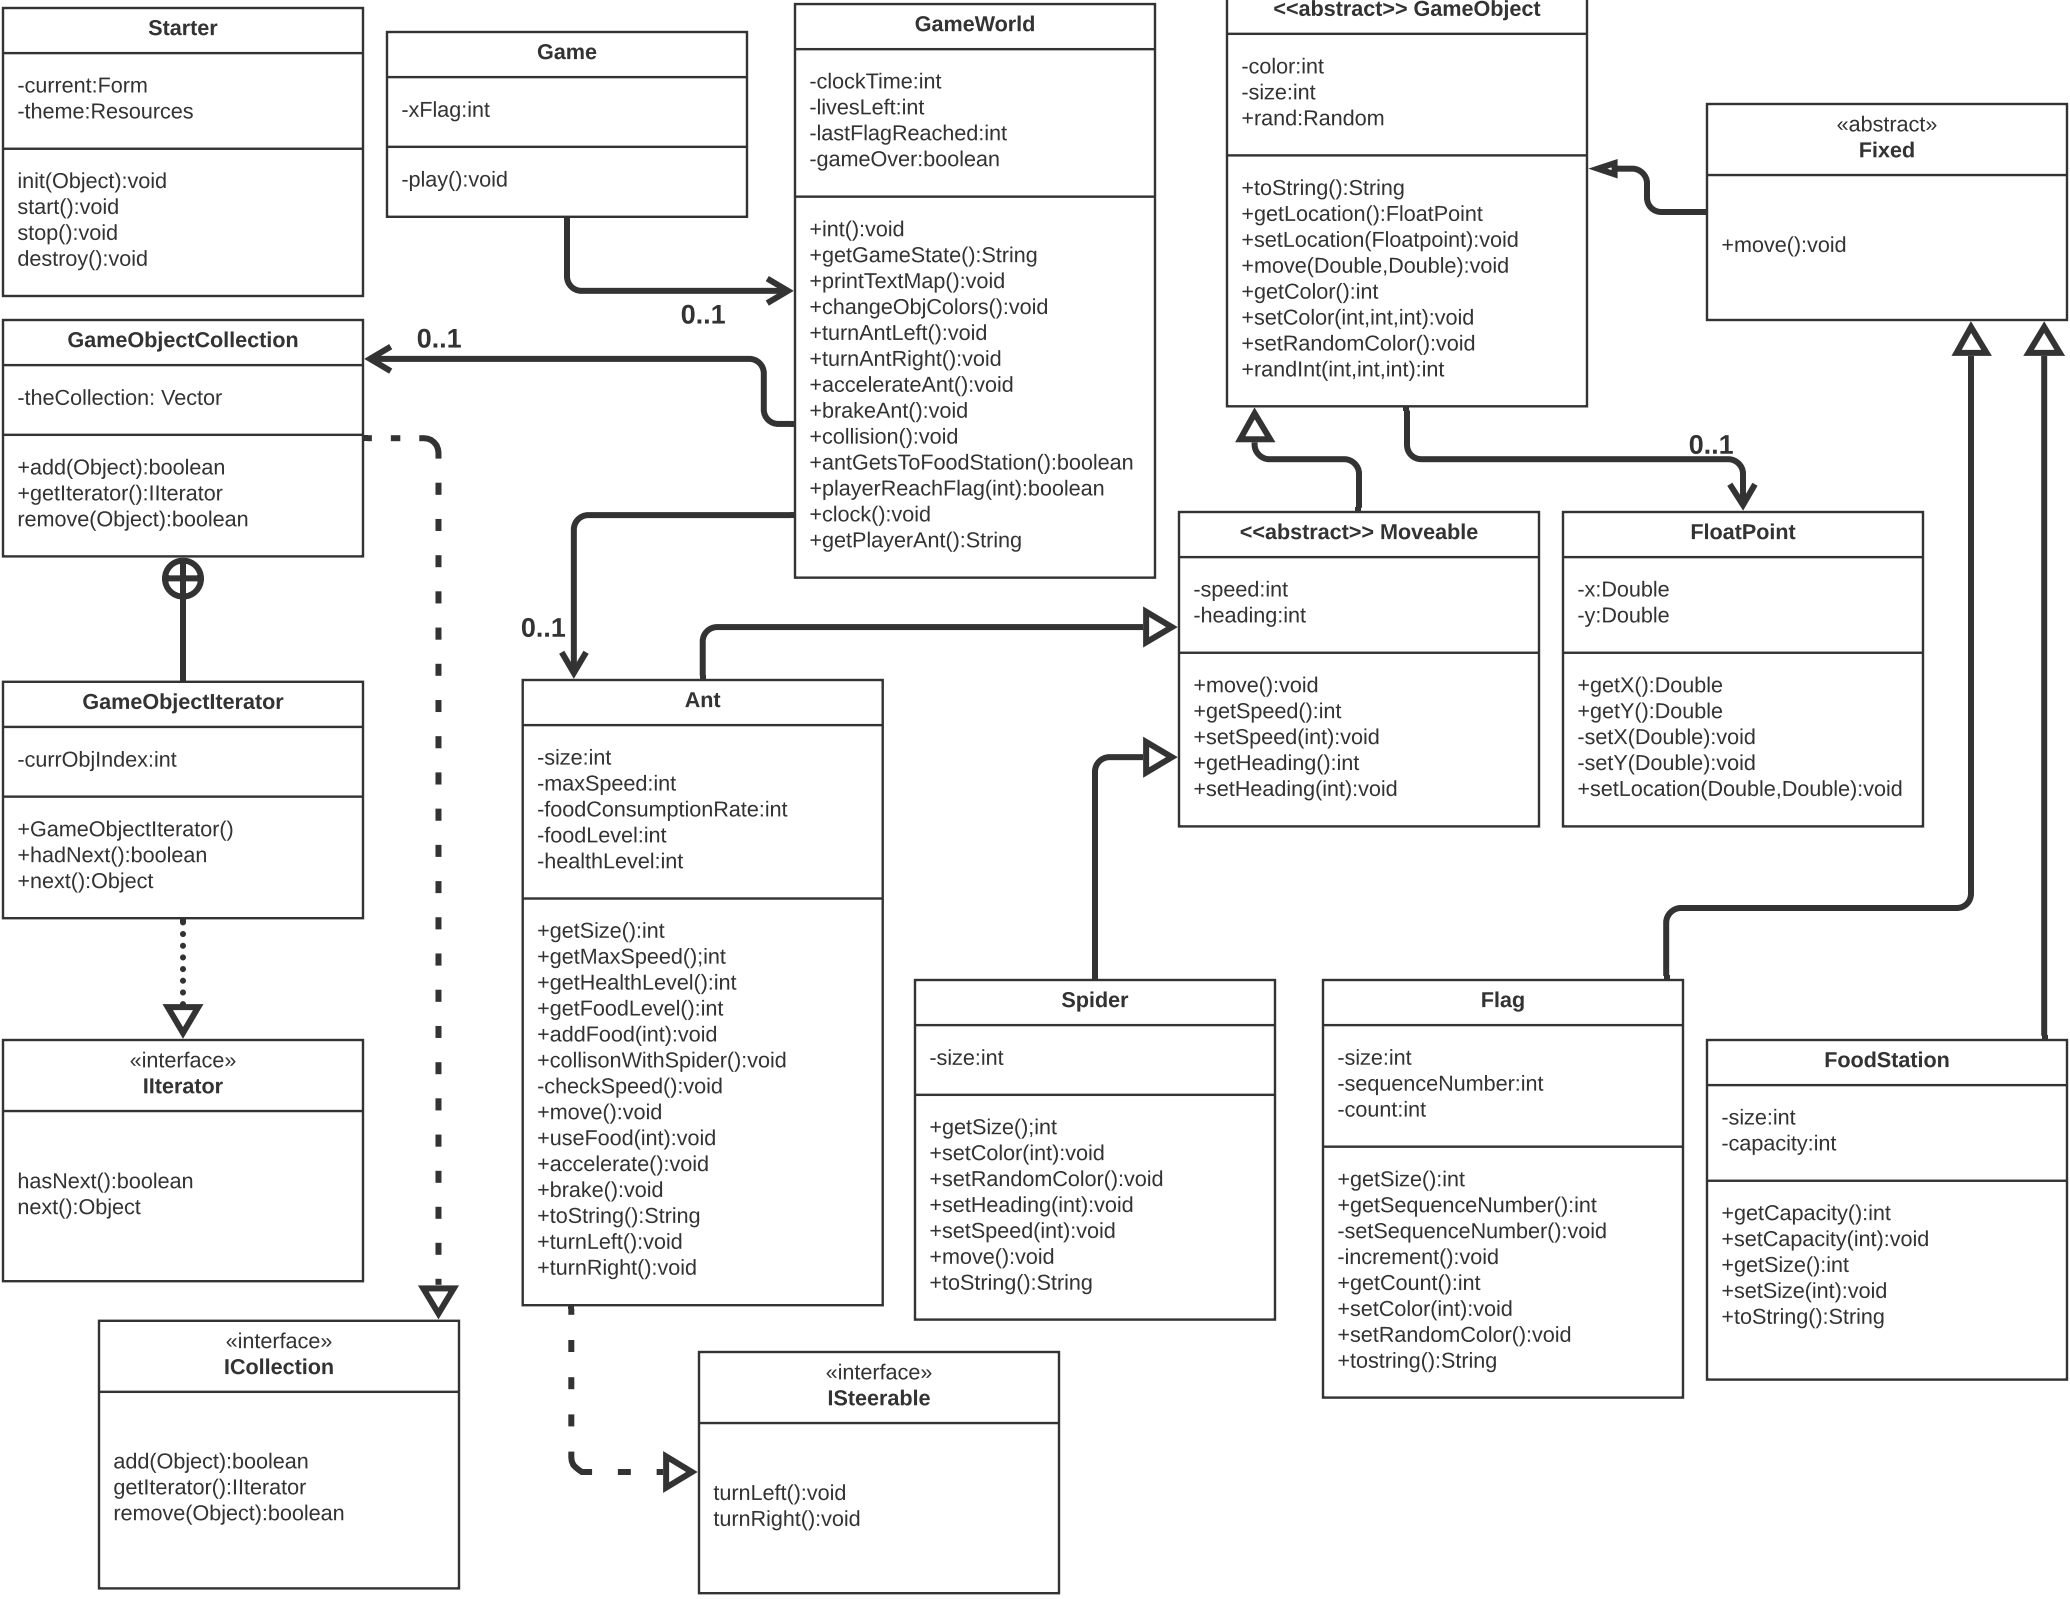 Starter
-current:Form
-theme:Resources
init(Object):void
start():void
stop():void
destroy():void
Game
-xFlag:int
-play():void
0..1
GameWorld
-clockTime:int
-livesLeft:int
-lastFlagReached:int
-gameOver:boolean
+int():void
+getGameState():String
+printTextMap():void
+changeObjColors():void
+turnAntLeft():void
+turnAntRight():void
+accelerateAnt():void
+brakeAnt():void
+collision():void
+antGetsToFoodStation():boolean
+playerReachFlag(int):boolean
+clock():void
+getPlayerAnt():String
<<abstract>> GameObject
-color:int
-size:int
+rand:Random
+toString():String
+getLocation():FloatPoint
+setLocation(Floatpoint):void
+move(Double,Double):void
+getColor():int
+setColor(int,int,int):void
+setRandomColor():void
+randInt(int,int,int):int
«abstract»
Fixed
+move():void
GameObjectCollection
-theCollection: Vector
+add(Object):boolean
+getIterator():IIterator
remove(Object):boolean
0..1
0..1
0..1
<<abstract>> Moveable
-speed:int
-heading:int
+move():void
+getSpeed():int
+setSpeed(int):void
+getHeading():int
+setHeading(int):void
FloatPoint
-x:Double
-y:Double
+getX():Double
+getY():Double
-setX(Double):void
-setY(Double):void
+setLocation(Double,Double):void
GameObjectIterator
-currObjIndex:int
+GameObjectIterator()
+hadNext():boolean
+next():Object
Ant
-size:int
-maxSpeed:int
-foodConsumptionRate:int
-foodLevel:int
-healthLevel:int
+getSize():int
+getMaxSpeed();int
+getHealthLevel():int
+getFoodLevel():int
+addFood(int):void
+collisonWithSpider():void
-checkSpeed():void
+move():void
+useFood(int):void
+accelerate():void
+brake():void
+toString():String
+turnLeft():void
+turnRight():void
Spider
-size:int
+getSize();int
+setColor(int):void
+setRandomColor():void
+setHeading(int):void
+setSpeed(int):void
+move():void
+toString():String
Flag
-size:int
-sequenceNumber:int
-count:int
+getSize():int
+getSequenceNumber():int
-setSequenceNumber():void
-increment():void
+getCount():int
+setColor(int):void
+setRandomColor():void
+tostring():String
FoodStation
-size:int
-capacity:int
+getCapacity():int
+setCapacity(int):void
+getSize():int
+setSize(int):void
+toString():String
«interface»
IIterator
hasNext():boolean
next():Object
«interface»
ICollection
add(Object):boolean
getIterator():IIterator
remove(Object):boolean
«interface»
ISteerable
turnLeft():void
turnRight():void